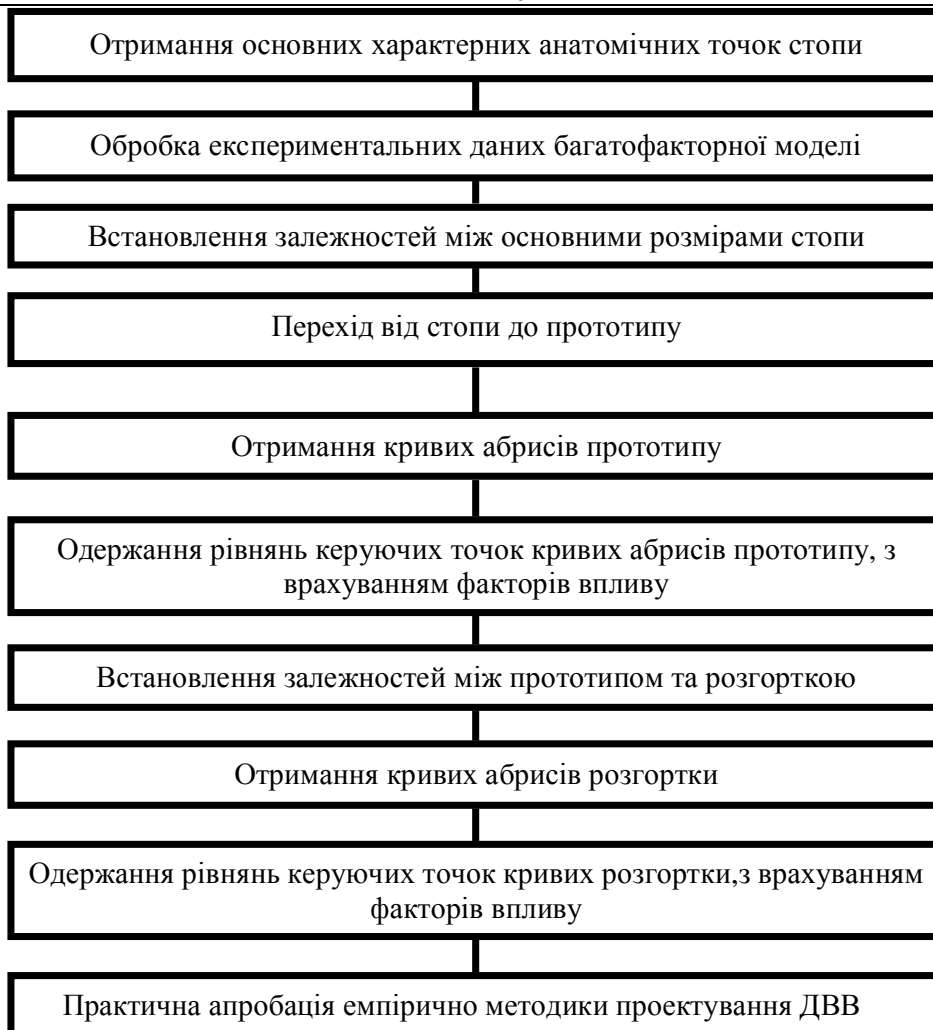 Отримання основних характерних анатомічних точок стопи
Обробка експериментальних даних багатофакторної моделі
Встановлення залежностей між основними розмірами стопи
Перехід від стопи до прототипу
Отримання кривих абрисів прототипу
Одержання рівнянь керуючих точок кривих абрисів прототипу, з
врахуванням факторів впливу
Встановлення залежностей між прототипом та розгорткою
Отримання кривих абрисів розгортки
Одержання рівнянь керуючих точок кривих розгортки,з врахуванням
факторів впливу
Практична апробація емпірично методики проектування ДВВ